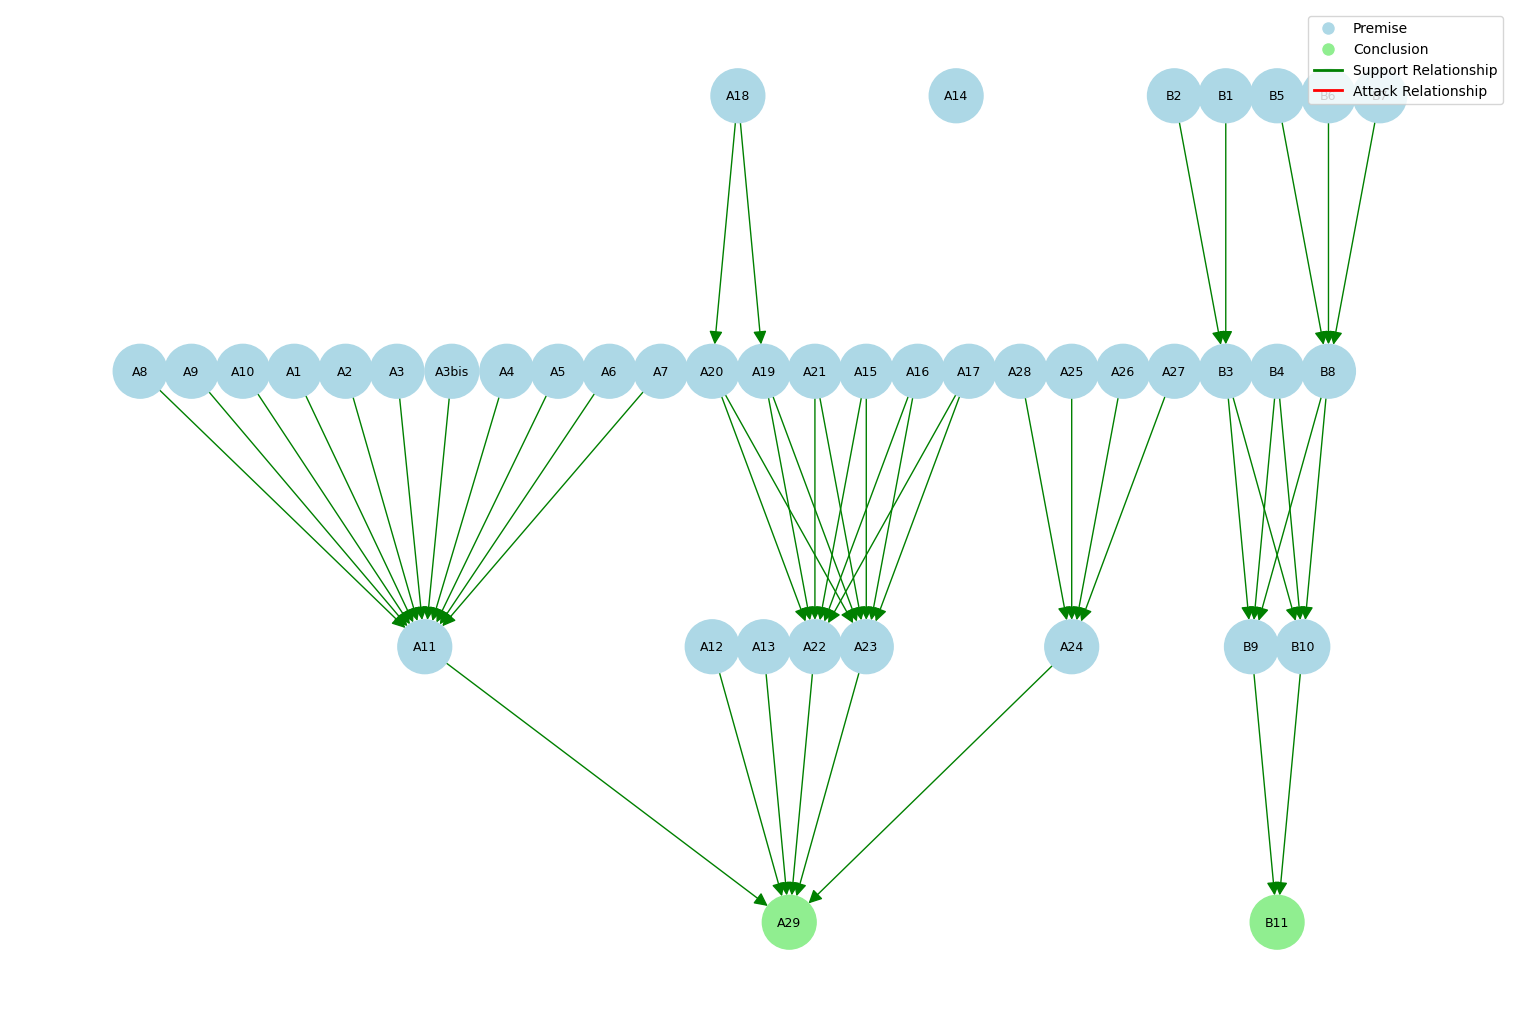 Premise
Conclusion
Support Relationship
Attack Relationship
A18 A14 B2 B1 B5 B6 B7
A8 A9 A10 A1 A2 A3 A3bis A4 A5 A6 A7 A20 A19 A21 A15 A16 A17 A28 A25 A26 A27 B3 B4 B8
A11 A12 A13 A22 A23 A24 B9 B10
A29 B11